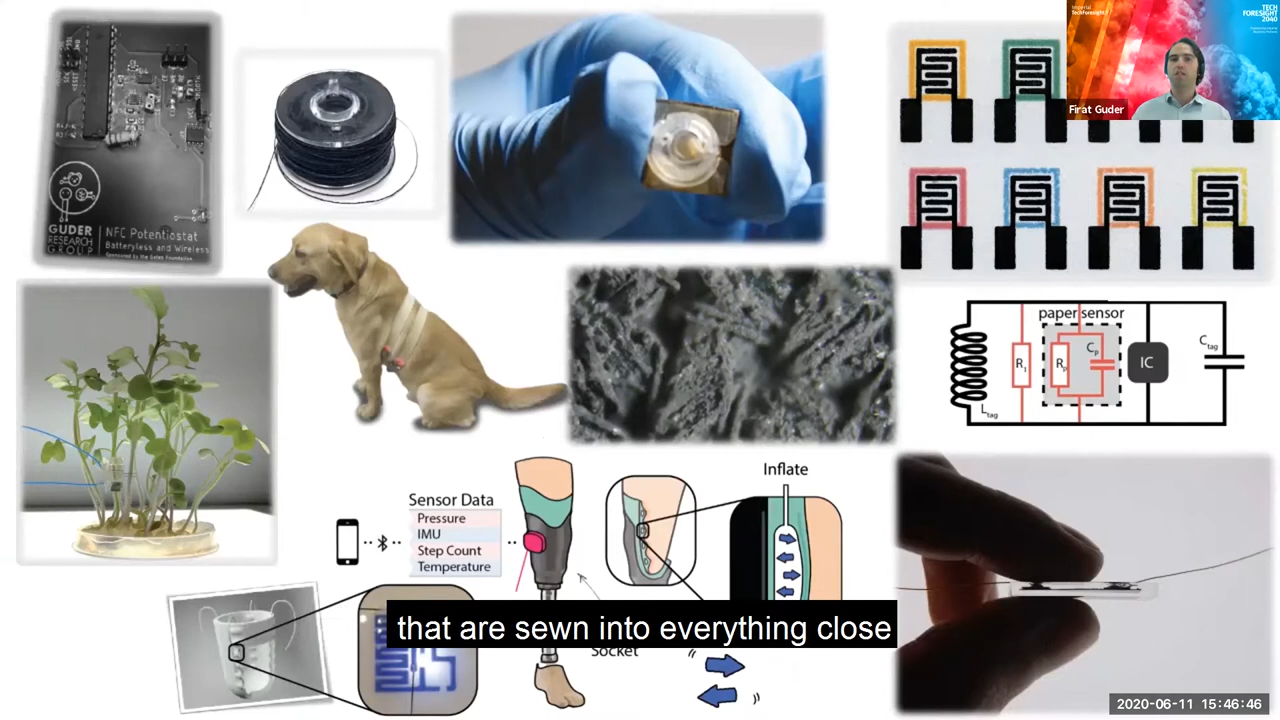 Imperial
Techforesight
TECH
FORESIGHT
2040
Firat Guder
GUDER
RESEARCH
GROUP
NFC Potentiostat
Batteryless and Wireless
Sponsored by the Gates Foundation
paper sensor
R
Cp
Rp
IC
Ctag
Ltag
Inflate
Sensor Data
Pressure
IMU
Step Count
Temperature
that are sewn into everything close
Socket
2020-06-11 15:46:46